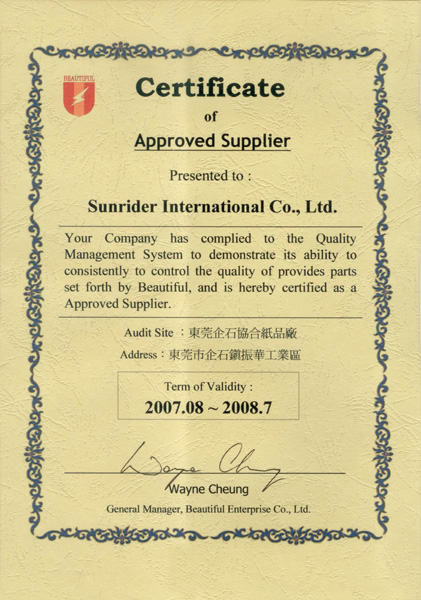 BEAUTIFUL
Certificate
of
Approved Supplier
Presented to :
Sunrider International Co., Ltd.
Your Company has complied to the Quality
Management System to demonstrate its ability to
consistently to control the quality of provides parts
set forth by Beautiful, and is hereby certified as a
Approved Supplier.
Audit Site ：東莞企石協合紙品廠
Address：東莞市企石鎮振華工業區
Term of Validity :
2007.08 ~ 2008.7
Wayne Cheung
Wayne Cheung
General Manager, Beautiful Enterprise Co., Ltd.